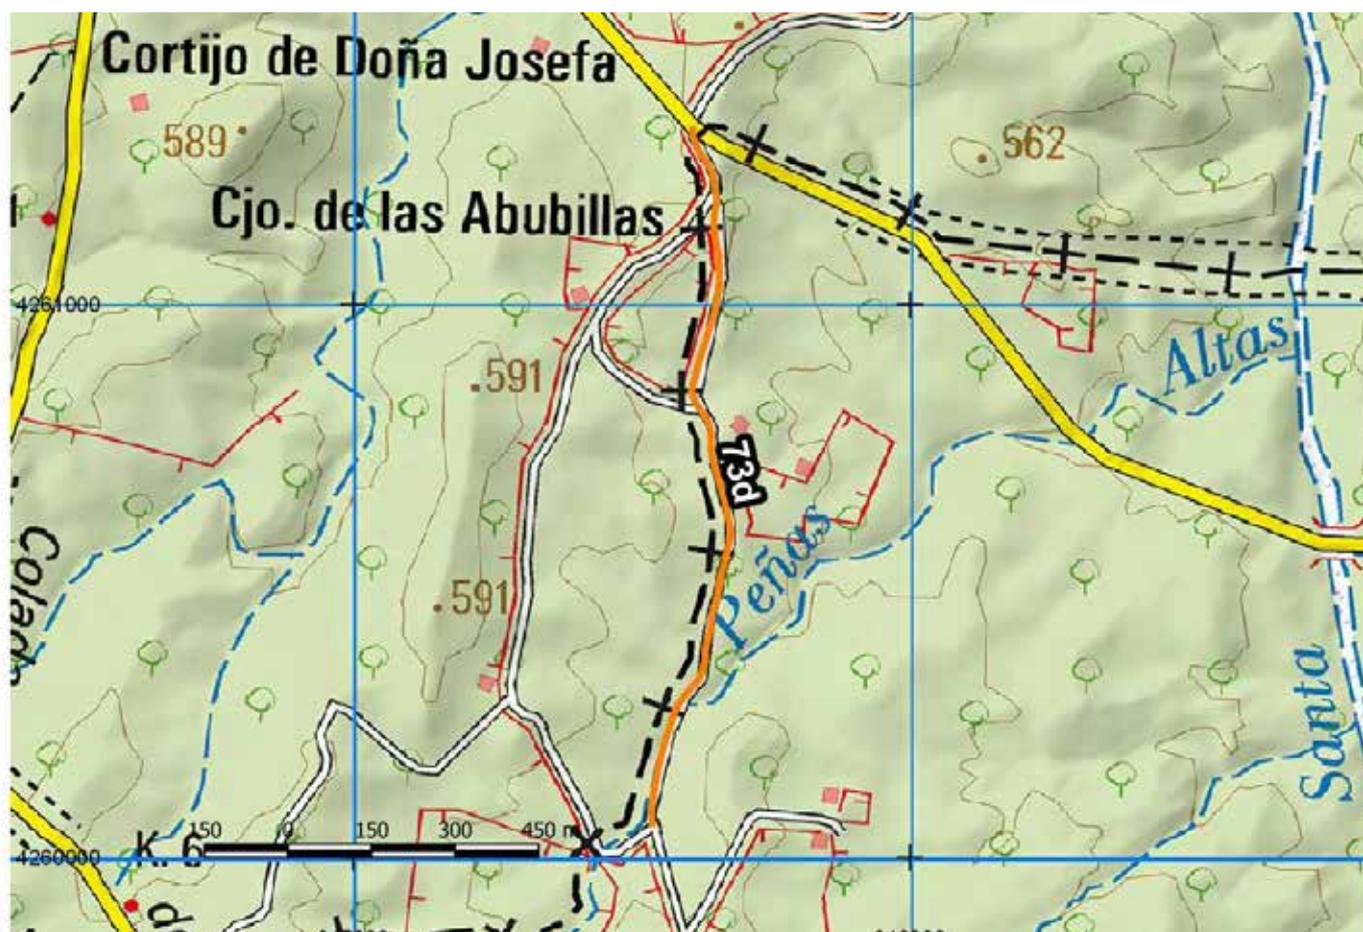 Cortijo de Doña Josefa
589
562
Cjo. de las Abubillas
4261000
Altas
.591
73d
Peñas
.591
Colada
Santa
150 0 150 300 450 m
K. 6
4260000